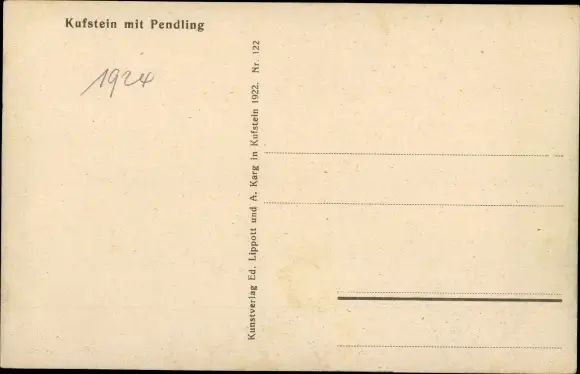 Kufstein mit Pendling
1924
Kunstverlag Ed. Lippott und A. Karg in Kufstein 1922. Nr. 122